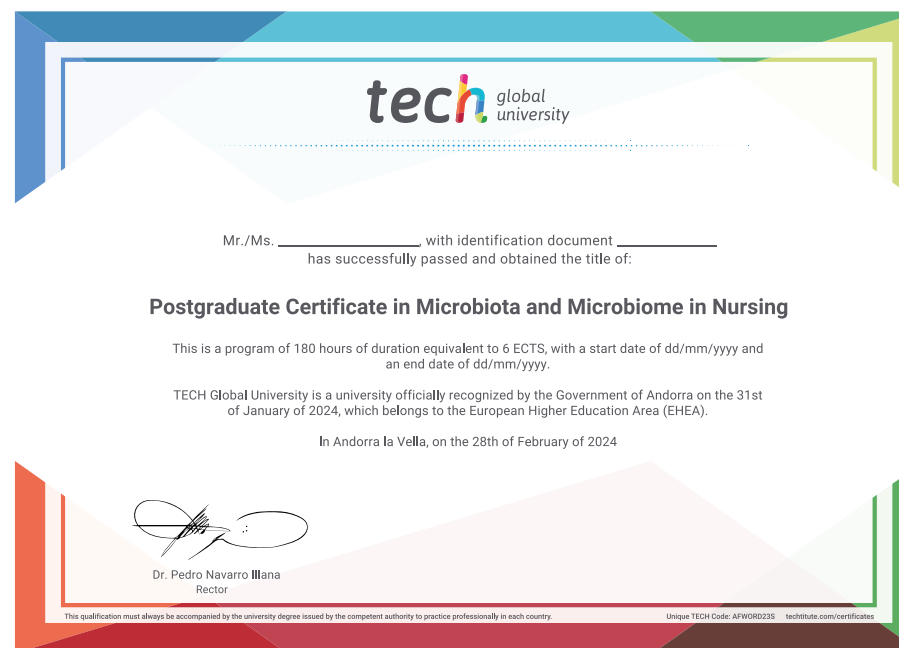 tech global
university
Mr./Ms. ____________, with identification document ____________
has successfully passed and obtained the title of:
Postgraduate Certificate in Microbiota and Microbiome in Nursing
This is a program of 180 hours of duration equivalent to 6 ECTS, with a start date of dd/mm/yyyy and
an end date of dd/mm/yyyy.
TECH Global University is a university officially recognized by the Government of Andorra on the 31st
of January of 2024, which belongs to the European Higher Education Area (EHEA).
In Andorra la Vella, on the 28th of February of 2024
Dr. Pedro Navarro Illana
Rector
This qualification must always be accompanied by the university degree issued by the competent authority to practice professionally in each country.
Unique TECH Code: AFWORD23S techtitute.com/certificates